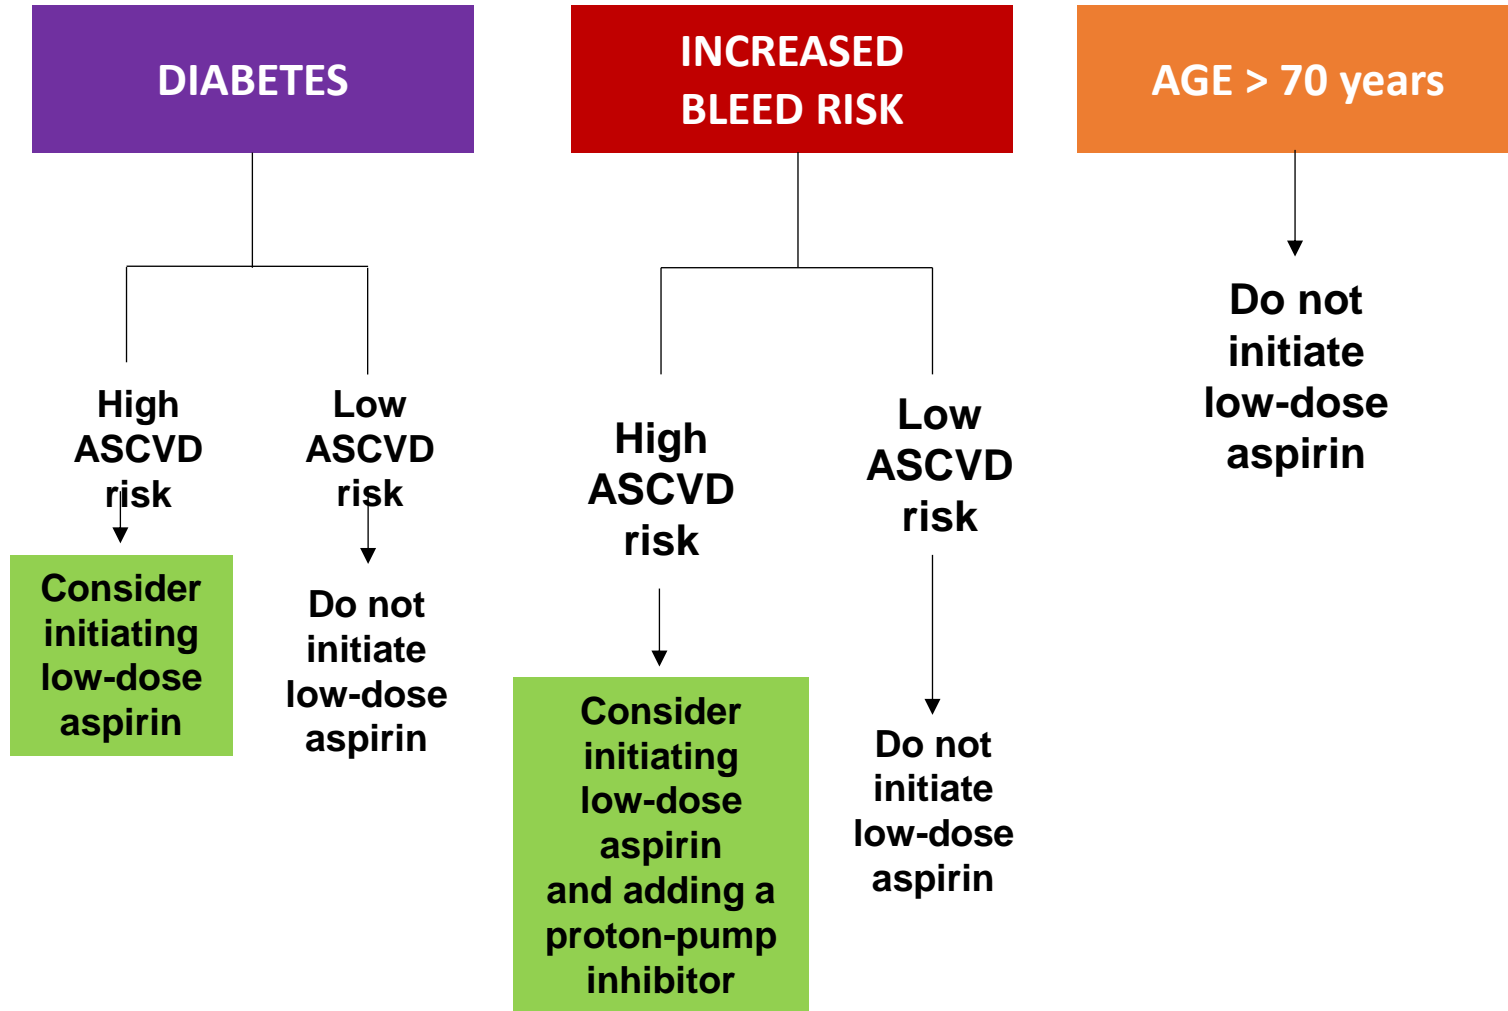 DIABETES
High
ASCVD
risk
Consider
initiating
low-dose
aspirin
Low
ASCVD
risk
Do not
initiate
low-dose
aspirin
INCREASED
BLEED RISK
High
ASCVD
risk
Consider
initiating
low-dose
aspirin
and adding a
proton-pump
inhibitor
Low
ASCVD
risk
Do not
initiate
low-dose
aspirin
AGE > 70 years
Do not
initiate
low-dose
aspirin